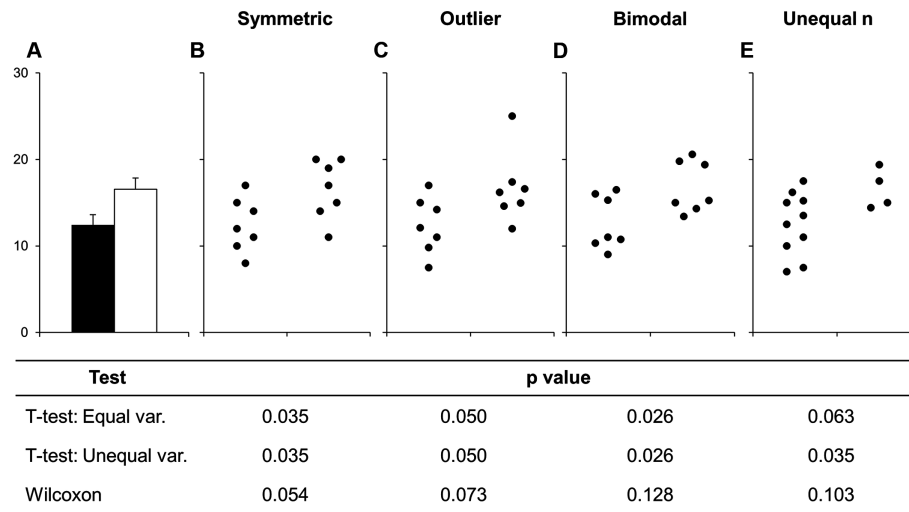 Symmetric Outlier Bimodal Unequal n
A B C D E
30
20
10
0
Test p value
T-test: Equal var. 0.035 0.050 0.026 0.063
T-test: Unequal var. 0.035 0.050 0.026 0.035
Wilcoxon 0.054 0.073 0.128 0.103